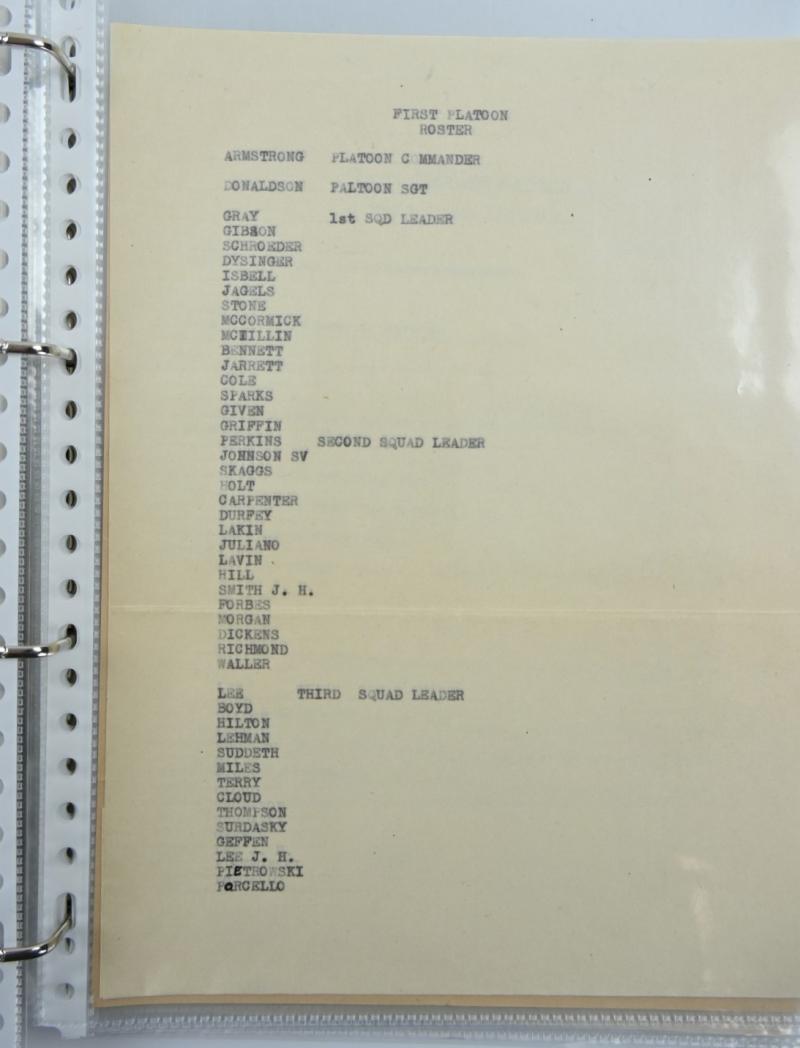 FIRST PLATOON
ROSTER
ARMSTRONG PLATOON COMMANDER
DONALDSON PALTOON SGT
GRAY 1st SQD LEADER
GIBSON
SCHROEDER
DYSINGER
ISBELL
JAGELS
STONE
MCCORMICK
MCMILLIN
BENNETT
JARRETT
COLE
SPARKS
GIVEN
GRIFFIN
PERKINS SECOND SQUAD LEADER
JOHNSON SV
SKAGGS
HOLT
CARPENTER
DURFEY
LAKIN
JULIANO
LAVIN
HILL
SMITH J. H.
FORBES
MORGAN
DICKENS
RICHMOND
WALLER
LEE THIRD SQUAD LEADER
BOYD
HILTON
LEHMAN
SUDDETH
MILES
TERRY
CLOUD
THOMPSON
SURDASKY
GEFFEN
LEE J. H.
PIETROWSKI
PORCELLO